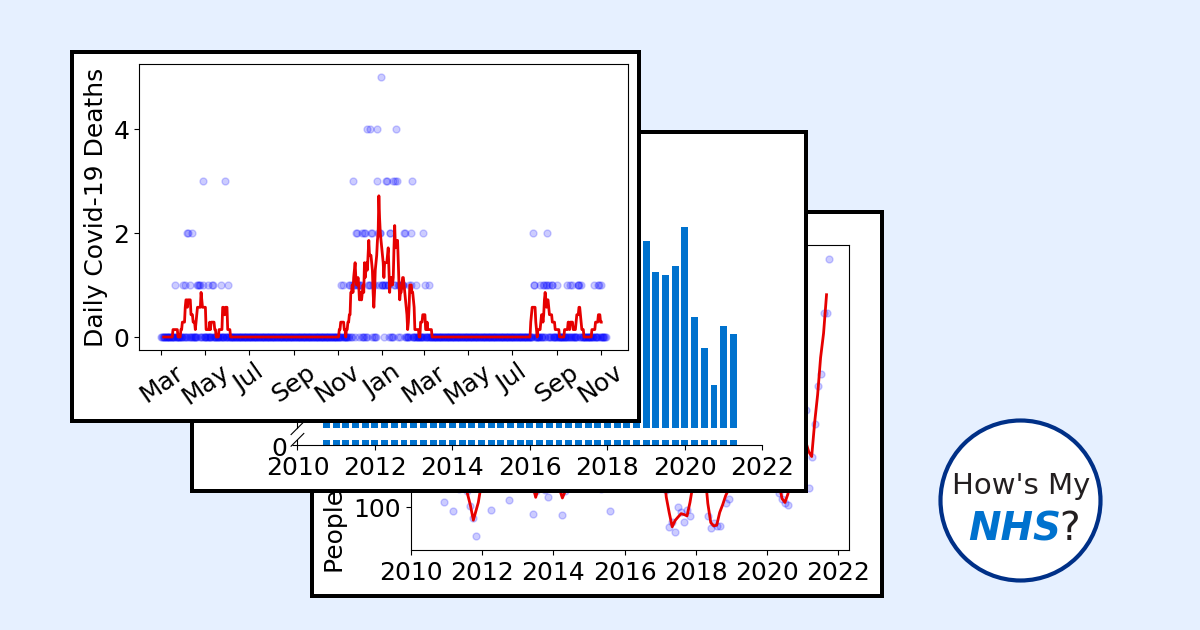 Daily Covid-19 Deaths
4
2
0
Mar May Jul Sep Nov Jan Mar May Jul Sep Nov
0
2010 2012 2014 2016 2018 2020 2022
People
100
2010 2012 2014 2016 2018 2020 2022
How's My
NHS?